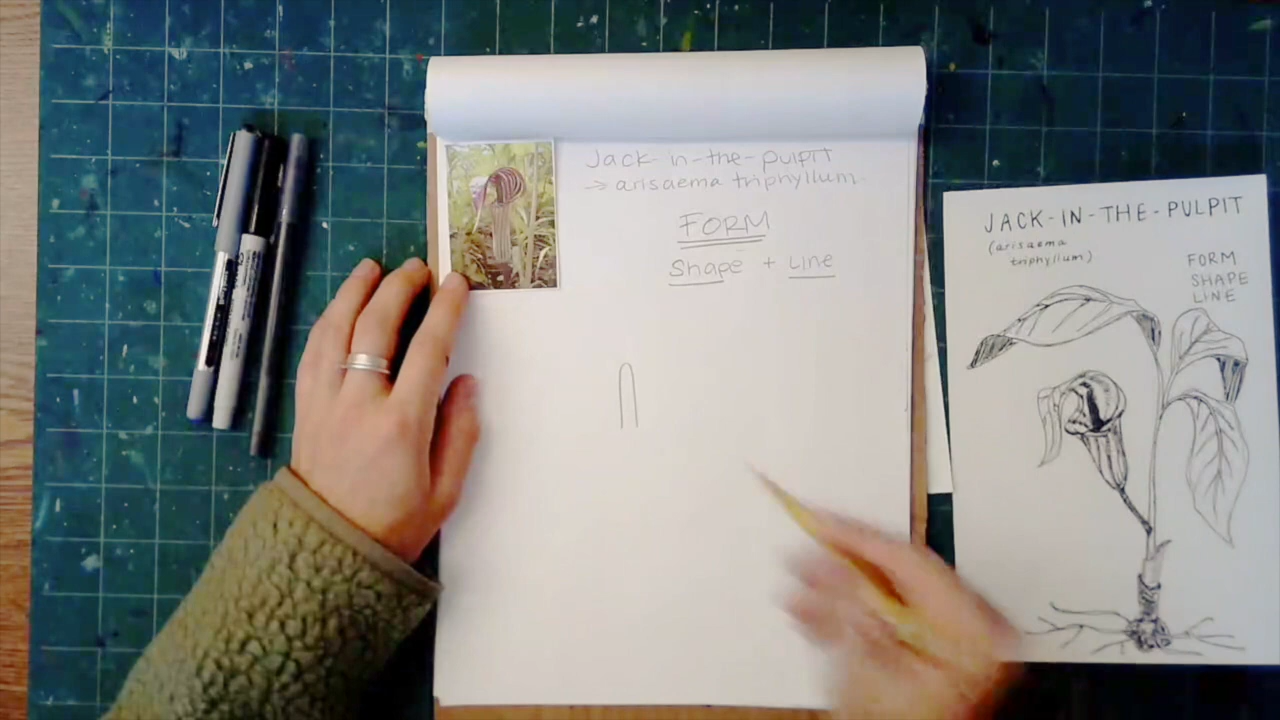 Jack-in-the-pulpit
→ arisaema triphyllum
FORM
Shape + Line
JACK-IN-THE-PULPIT
(arisaema
triphyllum)
FORM
SHAPE
LINE